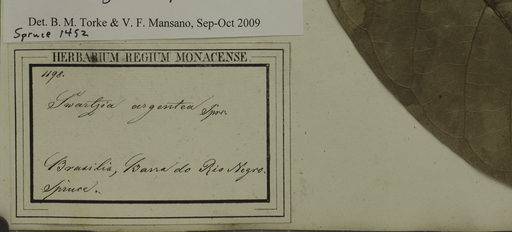 Det. B. M. Torke & V. F. Mansano, Sep-Oct 2009
Spruce 1452
HERBARIUM REGIUM MONACENSE
1198.
Swartzia argentea Spruc.
Brasilia, Barra do Rio Negro.
Spruce.